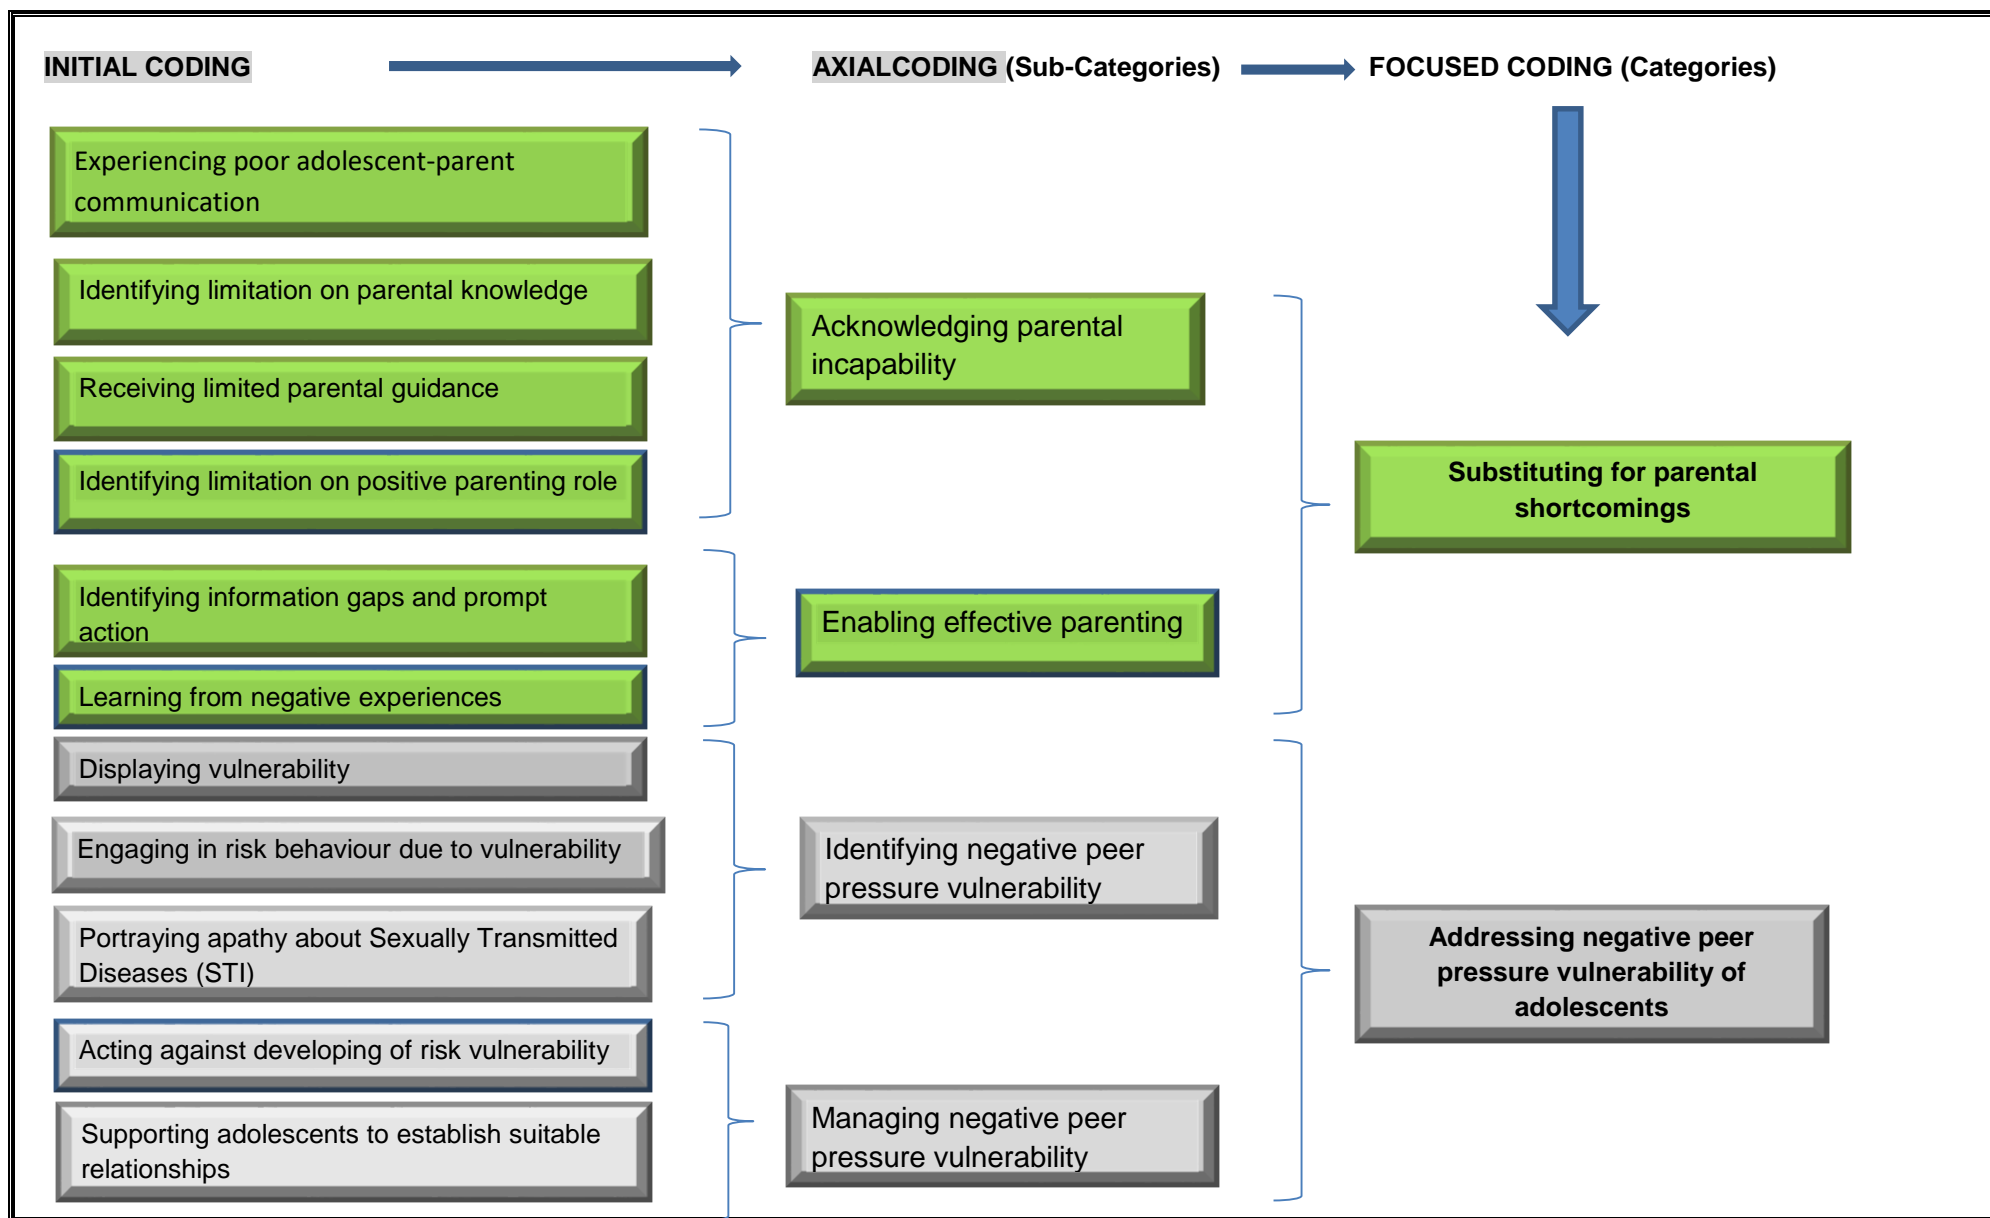 INITIAL CODING
AXIALCODING (Sub-Categories)
FOCUSED CODING (Categories)
Experiencing poor adolescent-parent
communication
Identifying limitation on parental knowledge
Receiving limited parental guidance
Identifying limitation on positive parenting role
Identifying information gaps and prompt
action
Learning from negative experiences
Displaying vulnerability
Engaging in risk behaviour due to vulnerability
Portraying apathy about Sexually Transmitted
Diseases (STI)
Acting against developing of risk vulnerability
Supporting adolescents to establish suitable
relationships
Acknowledging parental
incapability
Enabling effective parenting
Identifying negative peer
pressure vulnerability
Managing negative peer
pressure vulnerability
Substituting for parental
shortcomings
Addressing negative peer
pressure vulnerability of
adolescents